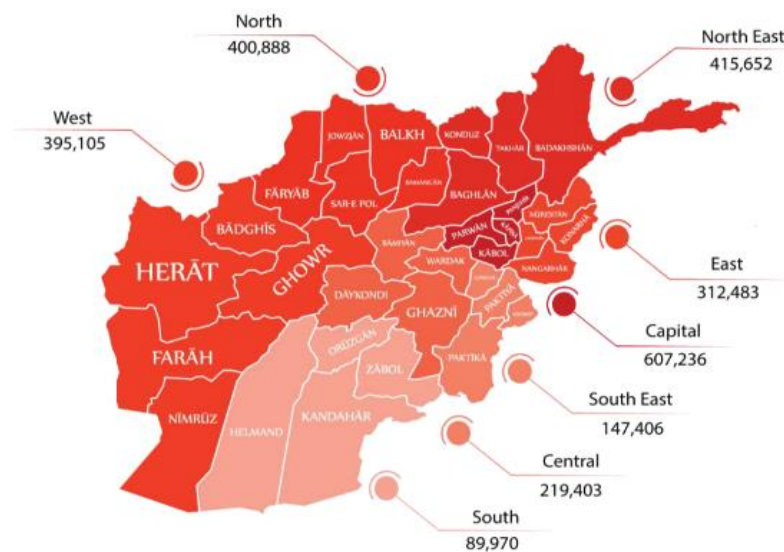 North
400,888
North East
415,652
West
395,105
JOWZJĀN
BALKH
KONDUZ
TAKHĀR
BADAKHSHĀN
FĀRYĀB
SAR-E POL
SAMANGĀN
BAGHLĀN
BĀDGHĪS
PARWĀN
NŪRESTĀN
KONARHĀ
HERĀT
GHOWR
BĀMYĀN
WARDAK
KĀBOL
NANGARHĀR
East
312,483
DĀYKONDI
GHAZNĪ
PAKTIYĀ
Capital
607,236
FARĀH
ORŪZGĀN
ZĀBOL
PAKTĪKĀ
NĪMRŪZ
HELMAND
KANDAHĀR
South East
147,406
Central
219,403
South
89,970